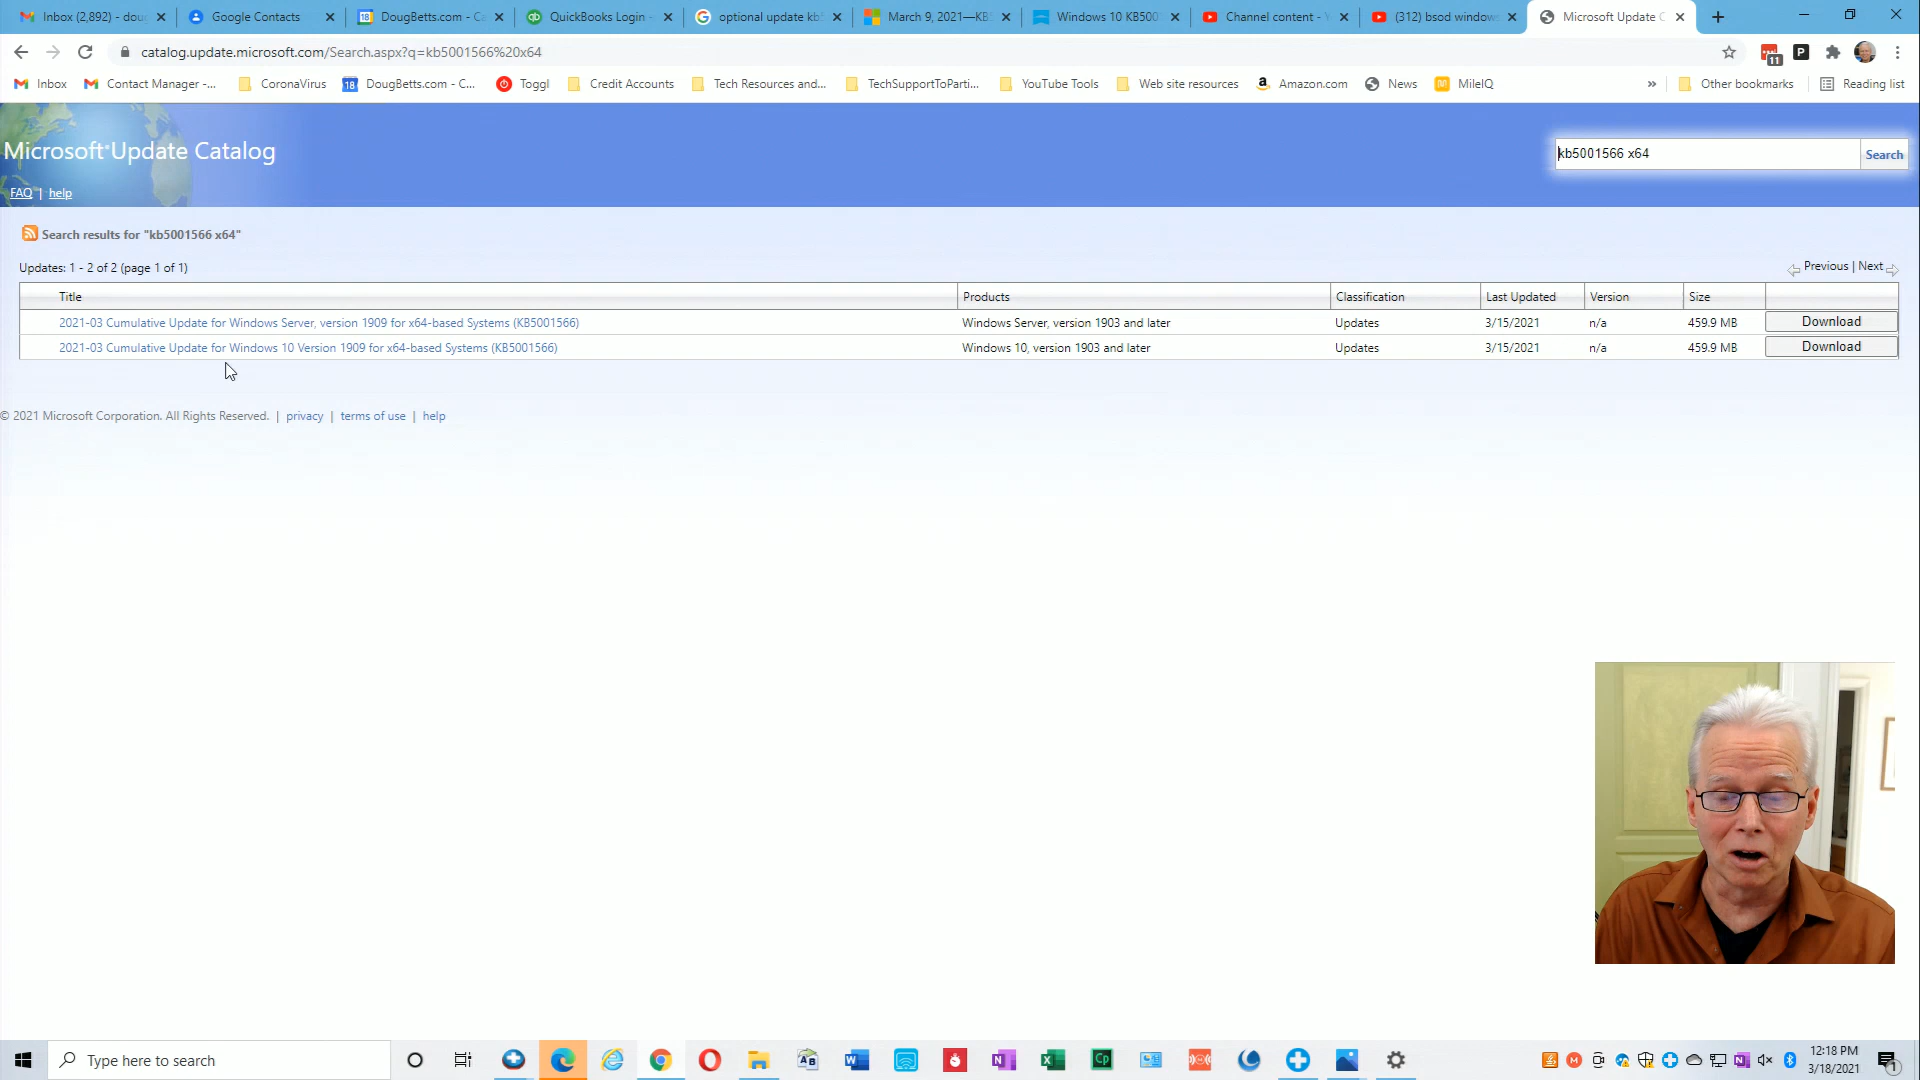 Inbox (2,892) - dou
Google Contacts
DougBetts.com - Ca
QuickBooks Login -
optional update kb
March 9, 2021—KB
Windows 10 KB500
Channel content - Y
(312) bsod windows
Microsoft Update C
catalog.update.microsoft.com/Search.aspx?q=kb5001566%20x64
11
P
Inbox
Contact Manager -...
CoronaVirus
18 DougBetts.com - C...
Toggl
Credit Accounts
Tech Resources and...
TechSupportToParti...
YouTube Tools
Web site resources
Amazon.com
News
MileIQ
»
Other bookmarks
Reading list
Microsoft Update Catalog
FAQ | help
kb5001566 x64
Search
Search results for "kb5001566 x64"
Updates: 1 - 2 of 2 (page 1 of 1)
Previous | Next
Title Products Classification Last Updated Version Size
2021-03 Cumulative Update for Windows Server, version 1909 for x64-based Systems (KB5001566) Windows Server, version 1903 and later Updates 3/15/2021 n/a 459.9 MB Download
2021-03 Cumulative Update for Windows 10 Version 1909 for x64-based Systems (KB5001566) Windows 10, version 1903 and later Updates 3/15/2021 n/a 459.9 MB Download
© 2021 Microsoft Corporation. All Rights Reserved. | privacy | terms of use | help
Type here to search
12:18 PM
3/18/2021